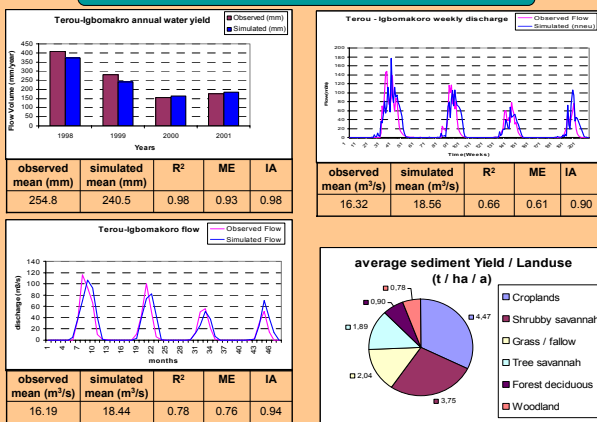 Terou-Igbomakro annual water yield
Observed (mm)
Simulated (mm)
Flow Volume (mm/year)
450
400
350
300
250
200
150
100
50
0
1998 1999 2000 2001
Years
observed mean (mm) simulated mean (mm) R² ME IA
254.8 240.5 0.98 0.93 0.98
Terou - Igbomakoro weekly discharge
Observed Flow
Simulated (nneu)
200
180
160
140
120
100
80
60
40
20
0
Time(Weeks)
observed mean (m³/s) simulated mean (m³/s) R² ME IA
16.32 18.56 0.66 0.61 0.90
Terou-Igbomakoro flow
Observed Flow
Simulated Flow
discharge (m3/s)
140
120
100
80
60
40
20
0
1 4 7 10 13 16 19 22 25 28 31 34 37 40 43 46
months
observed mean (m³/s) simulated mean (m³/s) R² ME IA
16.19 18.44 0.78 0.76 0.94
average sediment Yield / Landuse
(t / ha / a)
0,78
0,90
1,89
2,04
3,75
4,47
Croplands
Shrubby savannah
Grass / fallow
Tree savannah
Forest deciduous
Woodland